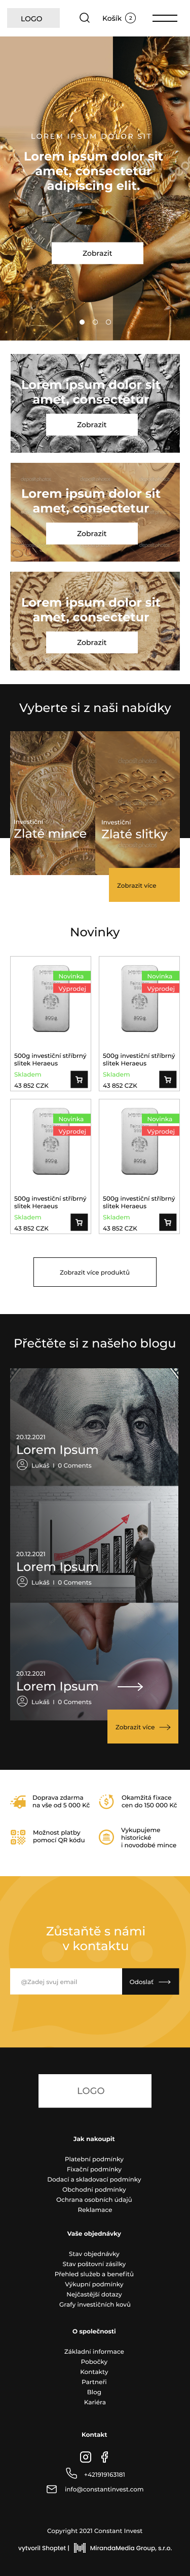 LOGO
Košík 2
LOREM IPSUM DOLOR SIT
Lorem ipsum dolor sit
amet, consectetur
adipiscing elit.
Zobrazit
Lorem ipsum dolor sit
amet, consectetur
Zobrazit
Lorem ipsum dolor sit
amet, consectetur
Zobrazit
Lorem ipsum dolor sit
amet, consectetur
Zobrazit
Vyberte si z naši nabídky
Investiční
Zlaté mince
Investiční
Zlaté slitky
Zobrazit více
Novinky
Novinka
Výprodej
500g investiční stříbrný
slitek Heraeus
Skladem
43 852 CZK
Novinka
Výprodej
500g investiční stříbrný
slitek Heraeus
Skladem
43 852 CZK
Novinka
Výprodej
500g investiční stříbrný
slitek Heraeus
Skladem
43 852 CZK
Novinka
Výprodej
500g investiční stříbrný
slitek Heraeus
Skladem
43 852 CZK
Zobrazit více produktů
Přečtěte si z našeho blogu
20.12.2021
Lorem Ipsum
Lukáš I 0 Coments
20.12.2021
Lorem Ipsum
Lukáš I 0 Coments
20.12.2021
Lorem Ipsum
Lukáš I 0 Coments
Zobrazit více
Doprava zdarma
na vše od 5 000 Kč
Okamžitá fixace
cen do 150 000 Kč
Možnost platby
pomocí QR kódu
Vykupujeme
historické
i novodobé mince
Zůstaňtě s námi
v kontaktu
@Zadej svuj email
Odoslať
LOGO
Jak nakoupit
Platební podmínky
Fixační podmínky
Dodací a skladovací podmínky
Obchodní podmínky
Ochrana osobních údajů
Reklamace
Vaše objednávky
Stav objednávky
Stav poštovní zásilky
Přehled služeb a benefitů
Výkupní podmínky
Nejčastější dotazy
Grafy investičních kovů
O společnosti
Základní informace
Pobočky
Kontakty
Partneři
Blog
Kariéra
Kontakt
+421919163181
info@constantinvest.com
Copyright 2021 Constant Invest
vytvoril Shoptet | MirandaMedia Group, s.r.o.